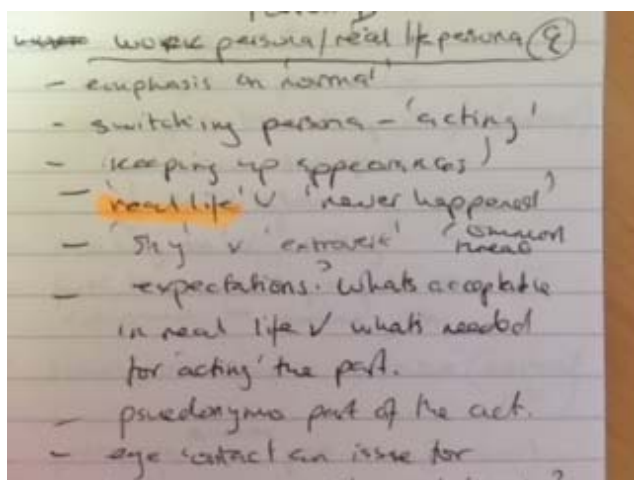 Person B
work persona/real life persona (9)
- emphasis on 'normal'
- switching persona - 'acting'
- 'keeping up appearances'
- 'real life' v 'never happened'
- 'shy' v 'extrovert' (common thread
- expectations? Whats acceptable
in real life v whats needed
for 'acting' the part.
- psuedonyms part of the act.
- eye contact an issue for